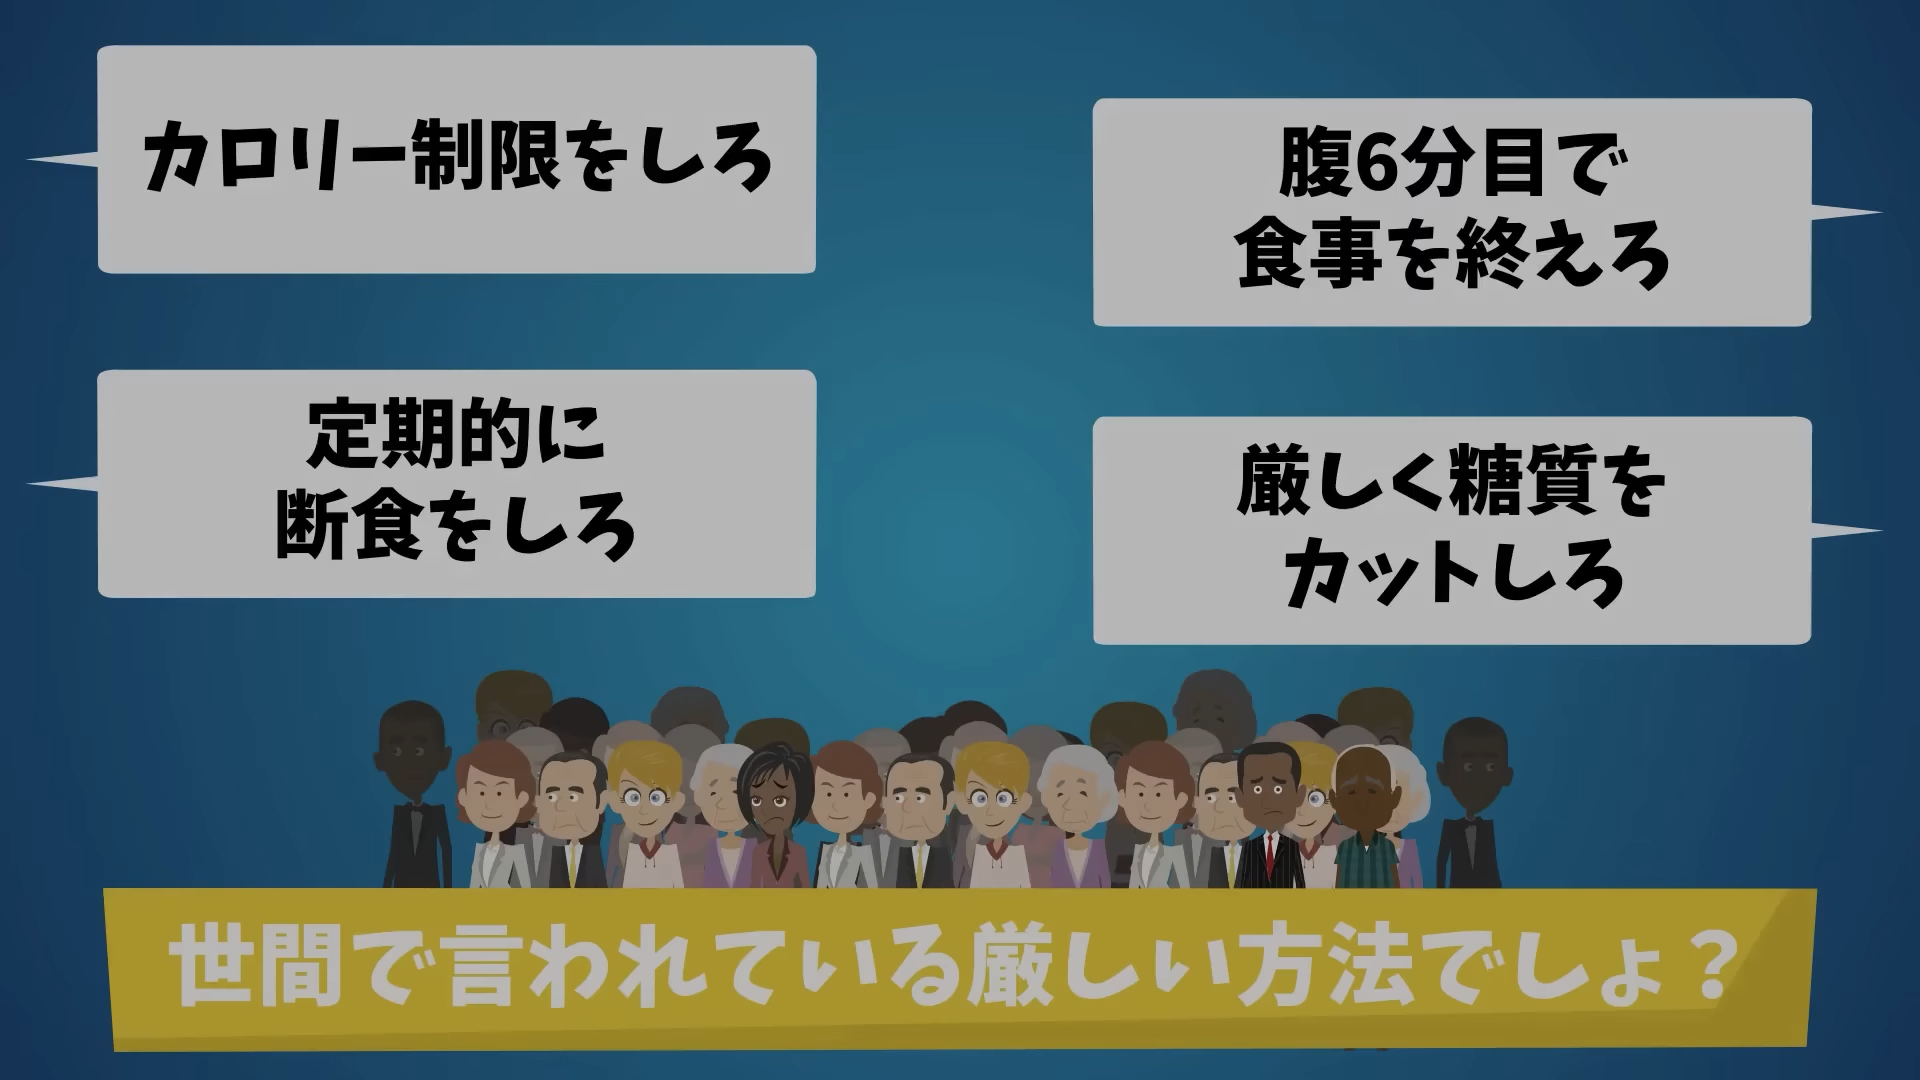 カロリー制限をしろ
腹6分目で
食事を終えろ
定期的に
断食をしろ
厳しく糖質を
カットしろ
世間で言われている厳しい方法でしょ？